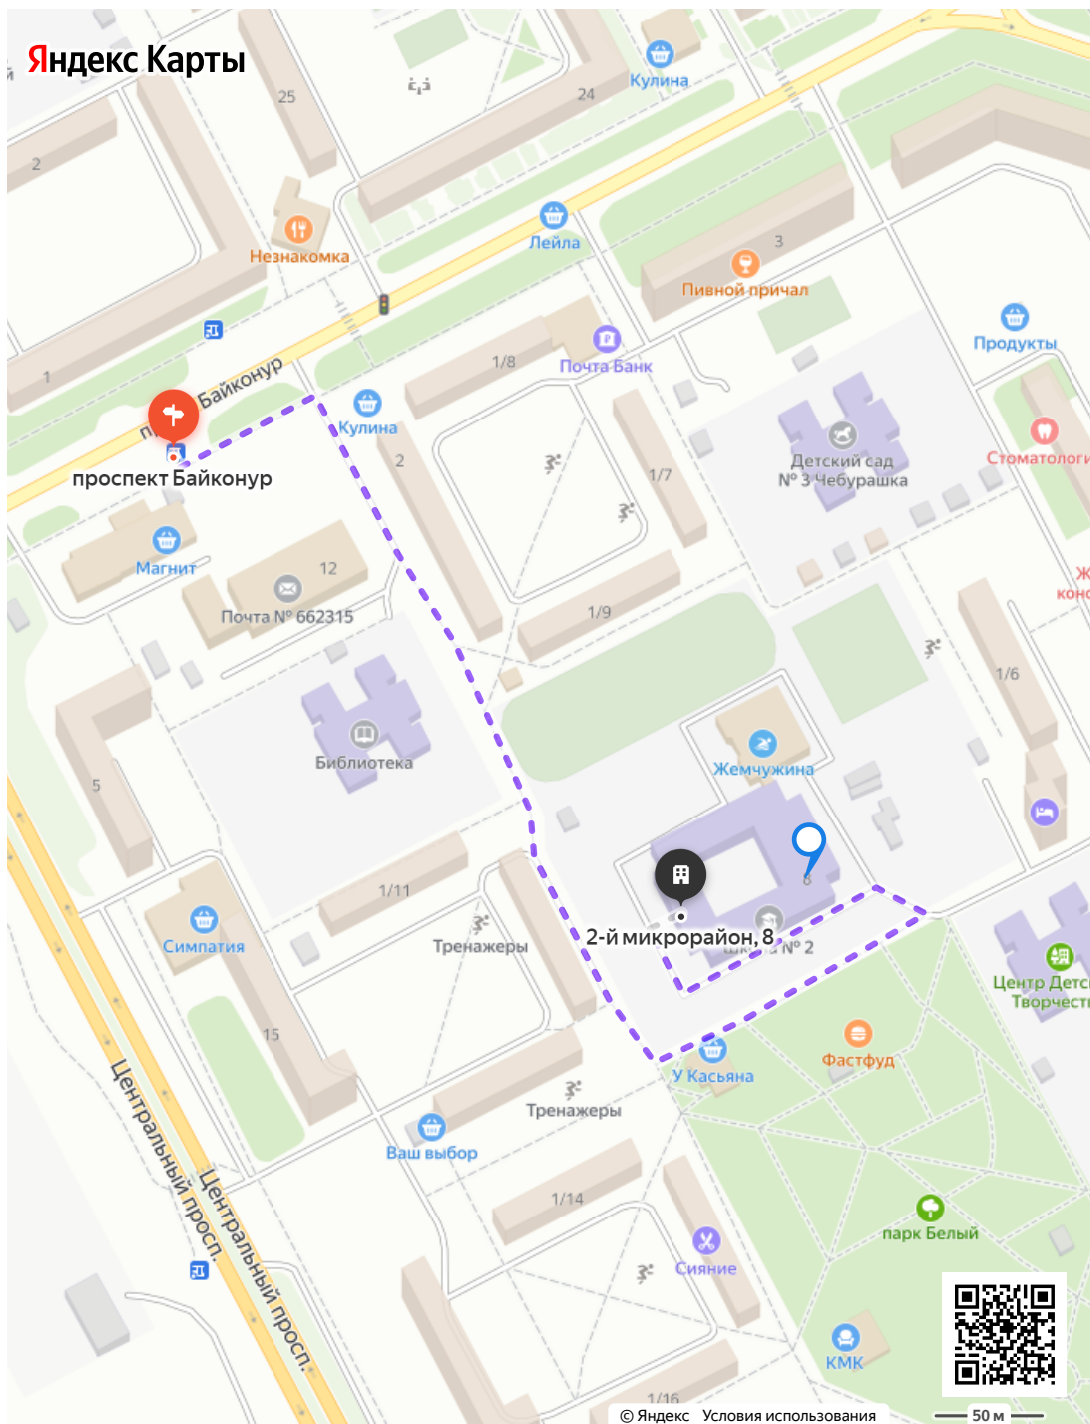 Яндекс Карты
Кулина
25
24
2
Незнакомка
Лейла
3
Пивной причал
Продукты
1
Байконур
1/8
Почта Банк
Кулина
2
проспект Байконур
1/7
Детский сад
№ 3 Чебурашка
Стоматологи
Магнит
12
Почта № 662315
1/9
1/6
Библиотека
Жемчужина
5
8
1/11
Симпатия
Тренажеры
2-й микрорайон, 8
№ 2
Центр Детс
Творчесть
15
Фастфуд
У Касьяна
Тренажеры
Центральный просп.
Центральный просп.
Ваш выбор
1/14
парк Белый
Сияние
КМК
1/16
© Яндекс Условия использования
50 м